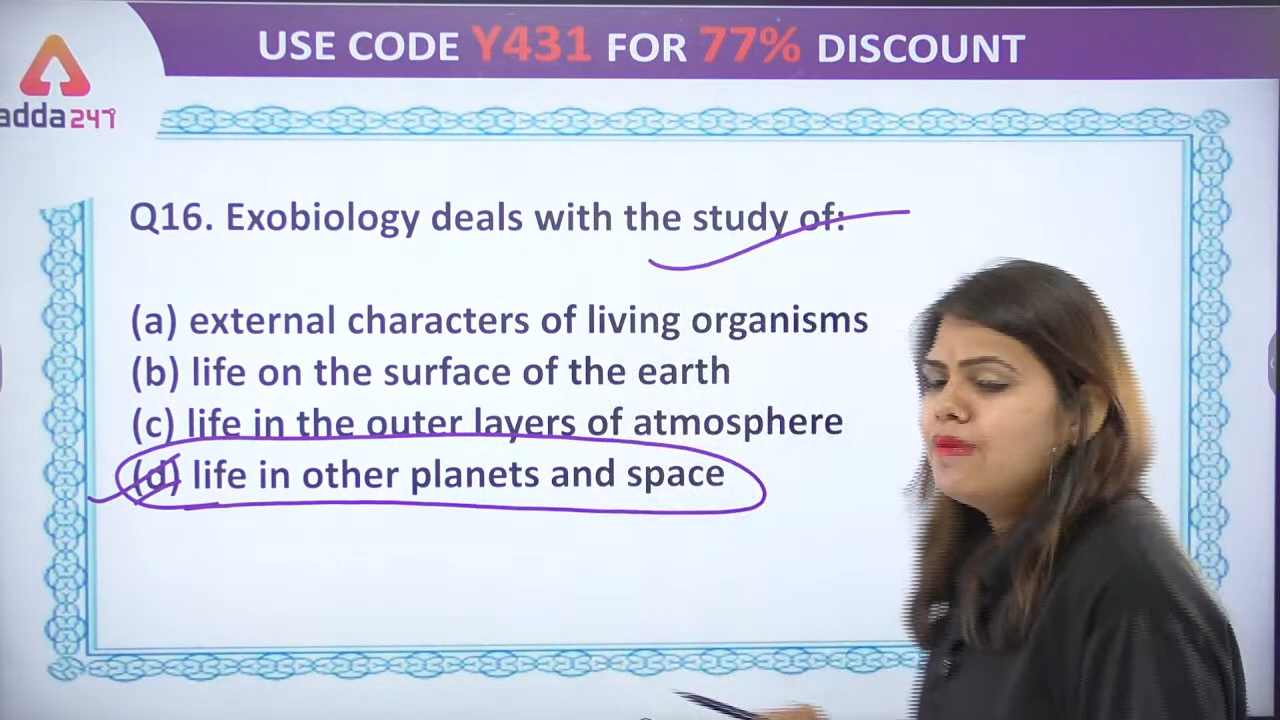 USE CODE Y431 FOR 77% DISCOUNT
adda247
Q16. Exobiology deals with the study of:
(a) external characters of living organisms
(b) life on the surface of the earth
(c) life in the outer layers of atmosphere
(d) life in other planets and space